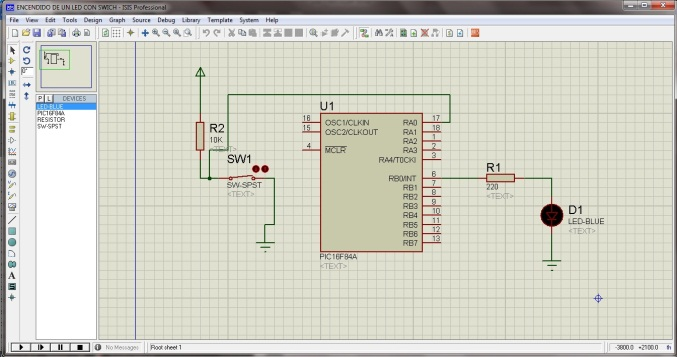 ENCENDIDO DE UN LED CON SWICH - ISIS Professional
File View Edit Tools Design Graph Source Debug Library Template System Help
P L DEVICES
LED-BLUE
PIC16F84A
RESISTOR
SW-SPST
U1
16 OSC1/CLKIN RA0 17
15 OSC2/CLKOUT RA1 18
RA2 1
4 MCLR RA3 2
RA4/T0CKI 3
RB0/INT 6
RB1 7
RB2 8
RB3 9
RB4 10
RB5 11
RB6 12
RB7 13
PIC16F84A
<TEXT>
R2
10K
<TEXT>
SW1
SW-SPST
<TEXT>
R1
220
<TEXT>
D1
LED-BLUE
<TEXT>
No Messages Root sheet 1 -3800.0 +2100.0 th